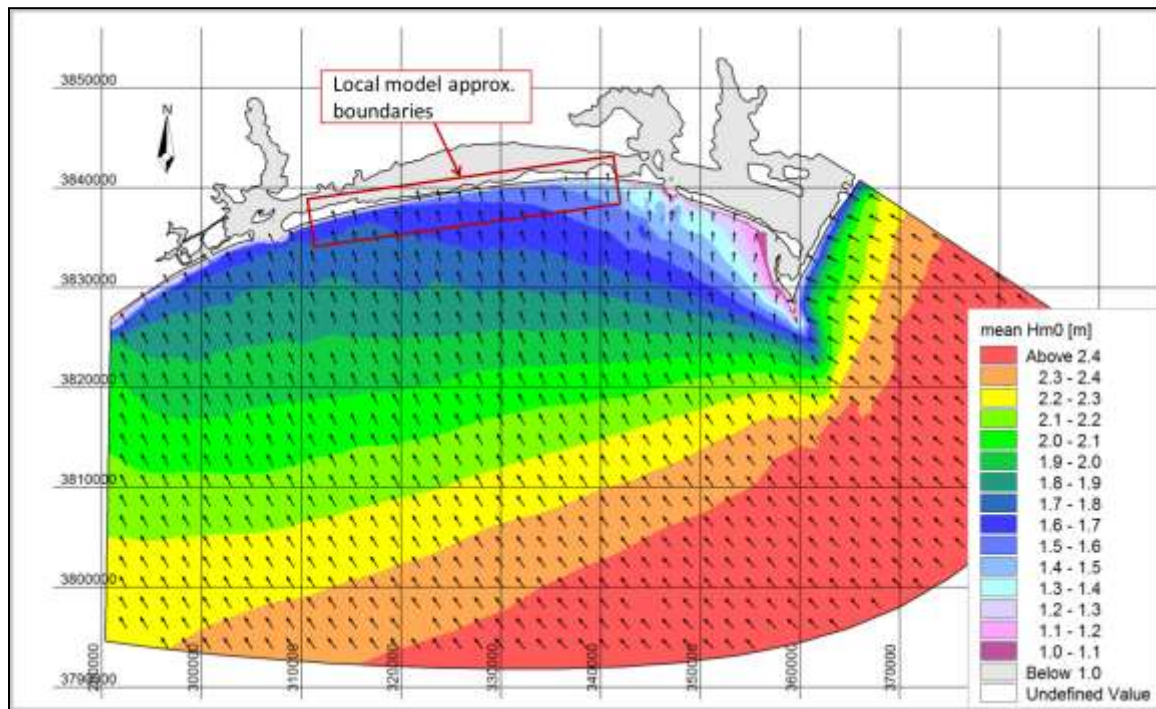 Local model approx.
boundaries
N
3850000
3840000
3830000
3820000
3810000
3800000
3790000
290000
300000
310000
320000
330000
340000
350000
360000
370000
mean Hm0 [m]
Above 2.4
2.3 - 2.4
2.2 - 2.3
2.1 - 2.2
2.0 - 2.1
1.9 - 2.0
1.8 - 1.9
1.7 - 1.8
1.6 - 1.7
1.5 - 1.6
1.4 - 1.5
1.3 - 1.4
1.2 - 1.3
1.1 - 1.2
1.0 - 1.1
Below 1.0
Undefined Value